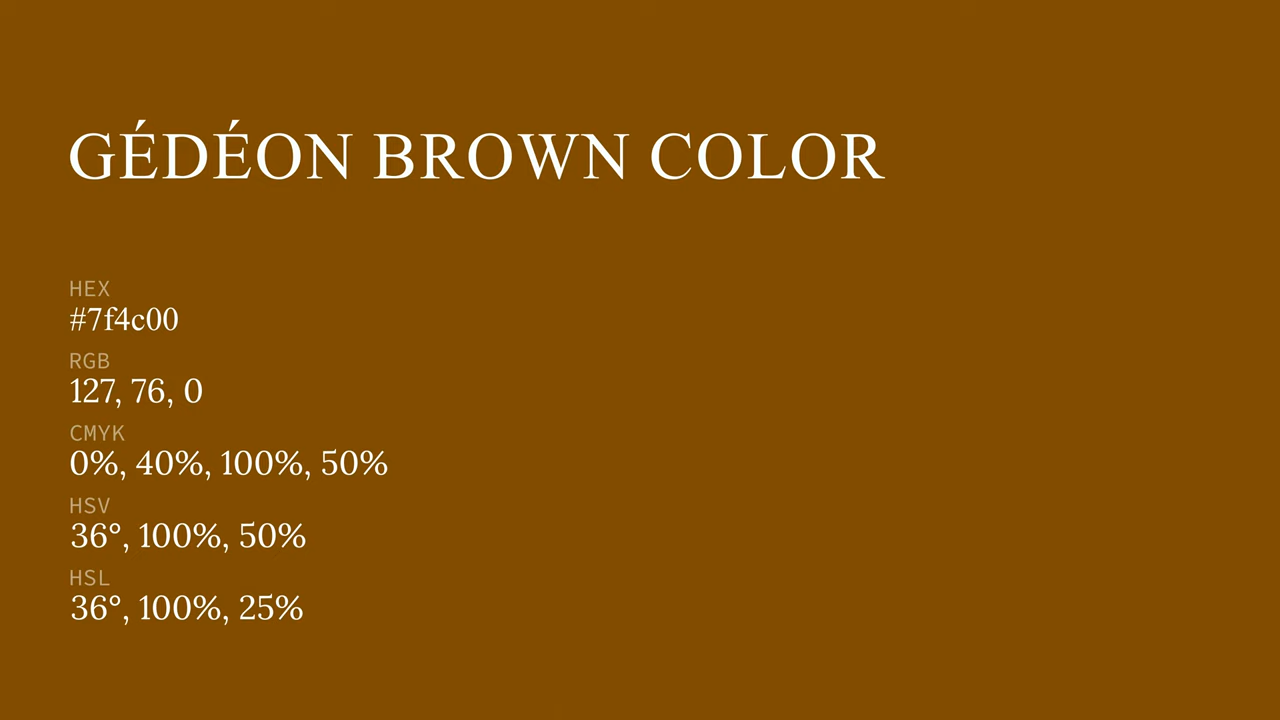 GÉDÉON BROWN COLOR
HEX
#7f4c00
RGB
127, 76, 0
CMYK
0%, 40%, 100%, 50%
HSV
36°, 100%, 50%
HSL
36°, 100%, 25%